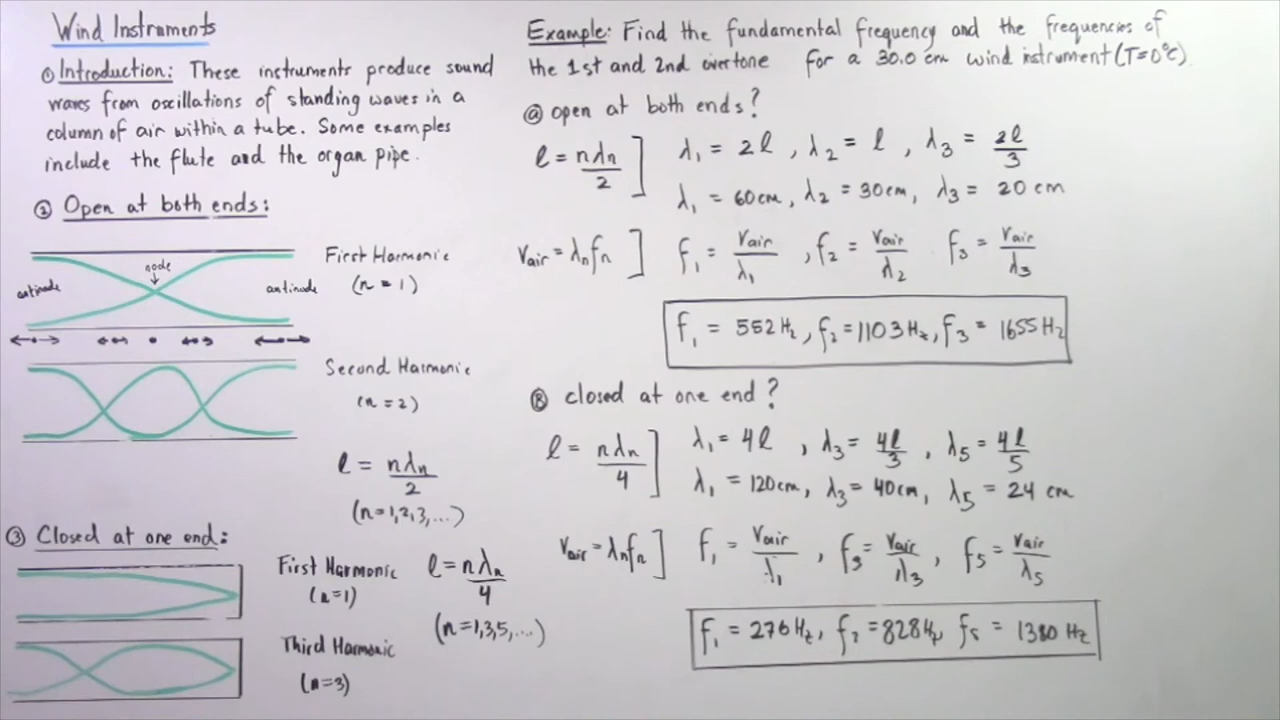 Wind Instruments
① Introduction: These instruments produce sound
waves from oscillations of standing waves in a
column of air within a tube. Some examples
include the flute and the organ pipe.
② Open at both ends:
antinode
node
antinode
First Harmonic
(n = 1)
Second Harmonic
(n = 2)
l = nλn/2
(n=1,2,3,...)
③ Closed at one end:
First Harmonic
(n=1)
l = nλn/4
(n=1,3,5,...)
Third Harmonic
(n=3)
Example: Find the fundamental frequency and the frequencies of
the 1st and 2nd overtone for a 30.0 cm wind instrument (T=0°C).
ⓐ open at both ends?
l = nλn/2 ] λ1 = 2l , λ2 = l , λ3 = 2l/3
λ1 = 60cm, λ2 = 30cm, λ3 = 20 cm
Vair = λnfn ] f1 = Vair/λ1 , f2 = Vair/λ2 f3 = Vair/λ3
f1 = 552 Hz, f2 = 1103 Hz, f3 = 1655 Hz
Ⓑ closed at one end?
l = nλn/4 ] λ1 = 4l , λ3 = 4l/3 , λ5 = 4l/5
λ1 = 120cm, λ3 = 40cm, λ5 = 24 cm
Vair = λnfn ] f1 = Vair/λ1 , f3 = Vair/λ3 , f5 = Vair/λ5
f1 = 276 Hz, f3 = 828 Hz f5 = 1380 Hz